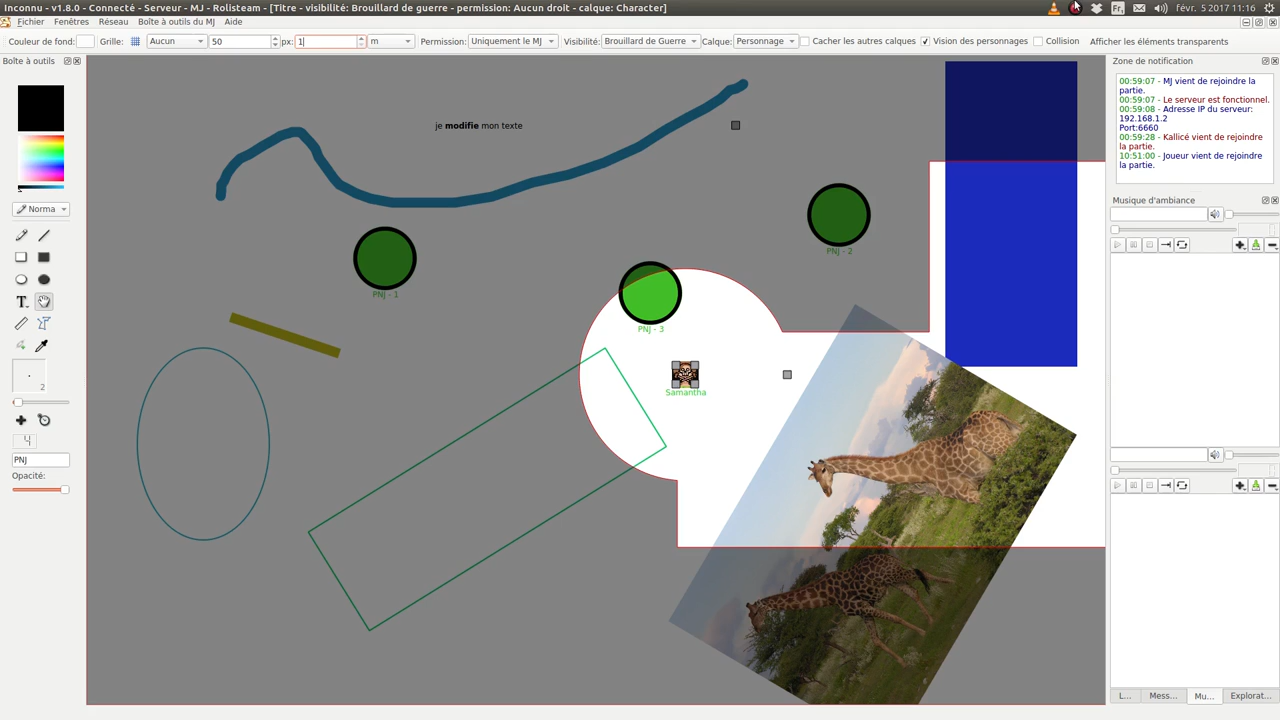 Inconnu - v1.8.0 - Connecté - Serveur - MJ - Rolisteam - [Titre - visibilité: Brouillard de guerre - permission: Aucun droit - calque: Character]
Fr
févr. 5 2017 11:16
Fichier Fenêtres Réseau Boîte à outils du MJ Aide
Couleur de fond: Grille: Aucun 50 px: 1 m Permission: Uniquement le MJ Visibilité: Brouillard de Guerre Calque: Personnage Cacher les autres calques Vision des personnages Collision Afficher les éléments transparents
Boîte à outils
Norma
2
4
PNJ
Opacité:
je modifie mon texte
PNJ - 2
PNJ - 1
PNJ - 3
Samantha
Zone de notification
00:59:07 - MJ vient de rejoindre la
partie.
00:59:07 - Le serveur est fonctionnel.
00:59:08 - Adresse IP du serveur:
192.168.1.2
Port:6660
00:59:28 - Kallicé vient de rejoindre
la partie.
10:51:00 - Joueur vient de rejoindre
la partie.
Musique d'ambiance
L... Mess... Mu... Explorat...